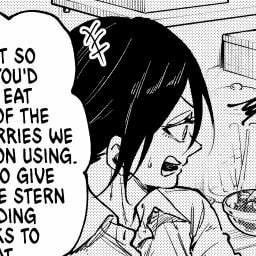 T SO
YOU'D
EAT
OF THE
RRIES WE
ON USING.
O GIVE
E STERN
DING
KS TO
AT